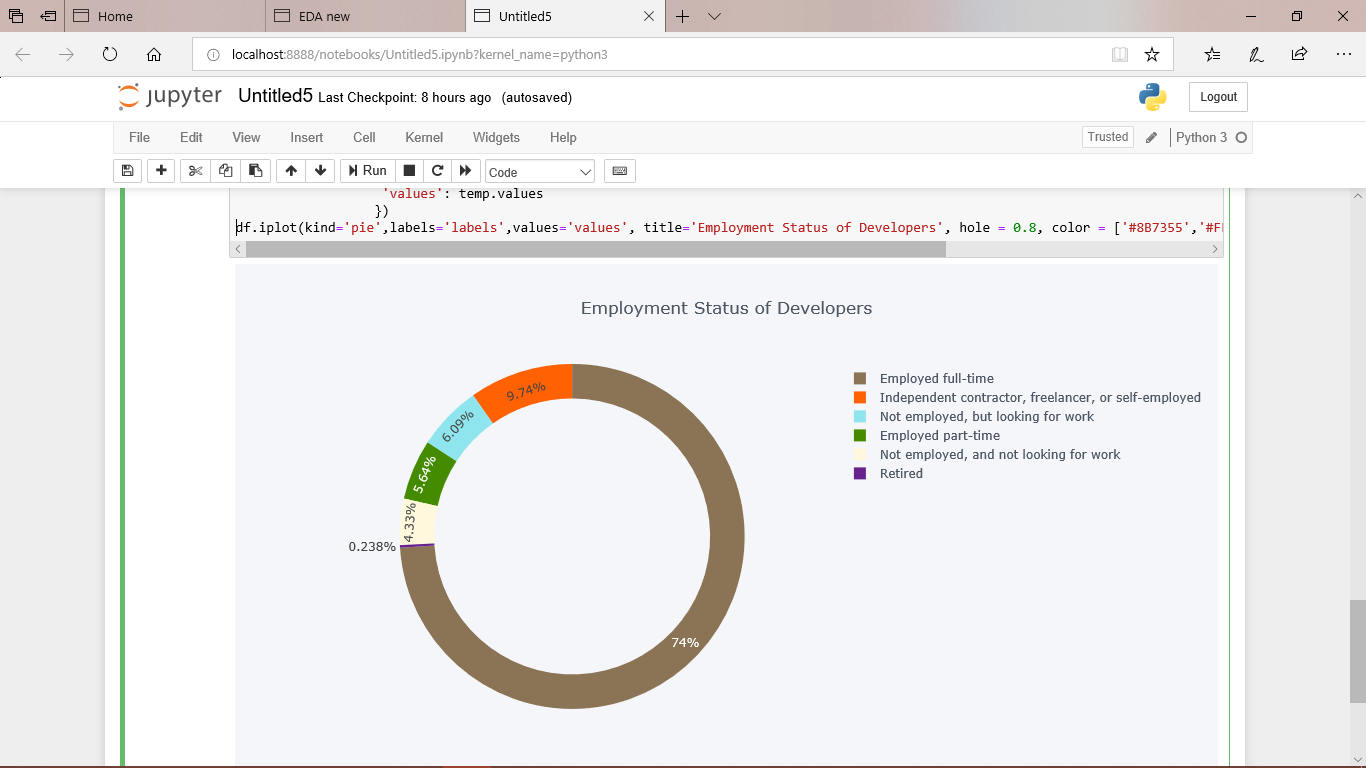 Home
EDA new
Untitled5
localhost:8888/notebooks/Untitled5.ipynb?kernel_name=python3
jupyter Untitled5 Last Checkpoint: 8 hours ago (autosaved)
Logout
File Edit View Insert Cell Kernel Widgets Help
Trusted
Python 3
Run
Code
'values': temp.values
})
df.iplot(kind='pie',labels='labels',values='values', title='Employment Status of Developers', hole = 0.8, color = ['#8B7355','#F
Employment Status of Developers
9.74%
6.09%
5.64%
4.33%
0.238%
74%
Employed full-time
Independent contractor, freelancer, or self-employed
Not employed, but looking for work
Employed part-time
Not employed, and not looking for work
Retired